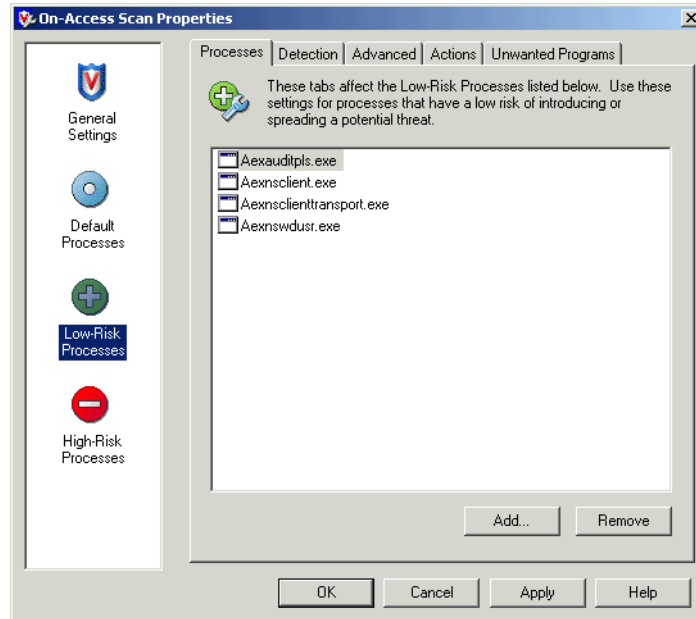 On-Access Scan Properties
General
Settings
Default
Processes
Low-Risk
Processes
High-Risk
Processes
Processes
Detection
Advanced
Actions
Unwanted Programs
These tabs affect the Low-Risk Processes listed below. Use these
settings for processes that have a low risk of introducing or
spreading a potential threat.
Aexauditpls.exe
Aexnsclient.exe
Aexnsclienttransport.exe
Aexnswdusr.exe
Add...
Remove
OK
Cancel
Apply
Help